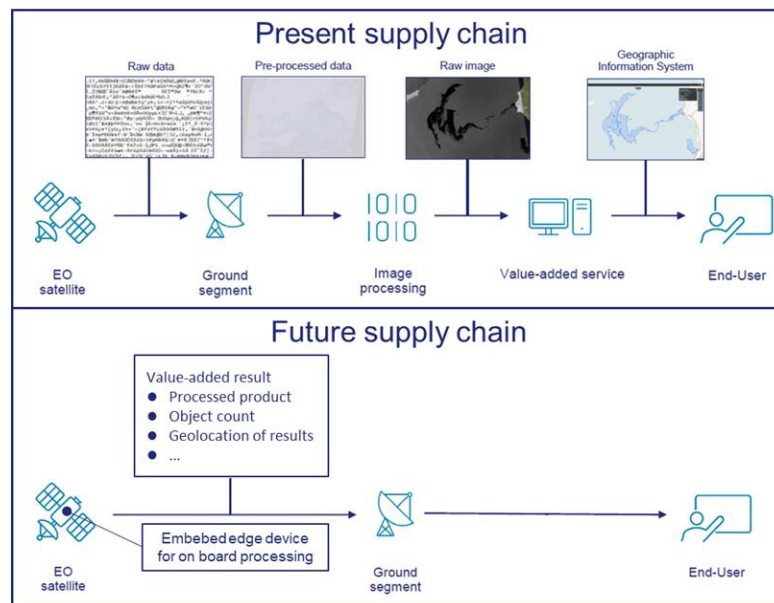 Present supply chain
Raw data
Pre-processed data
Raw image
Geographic
Information System
EO
satellite
Ground
segment
Image
processing
Value-added service
End-User
Future supply chain
Value-added result
● Processed product
● Object count
● Geolocation of results
● ...
Embebed edge device
for on board processing
EO
satellite
Ground
segment
End-User